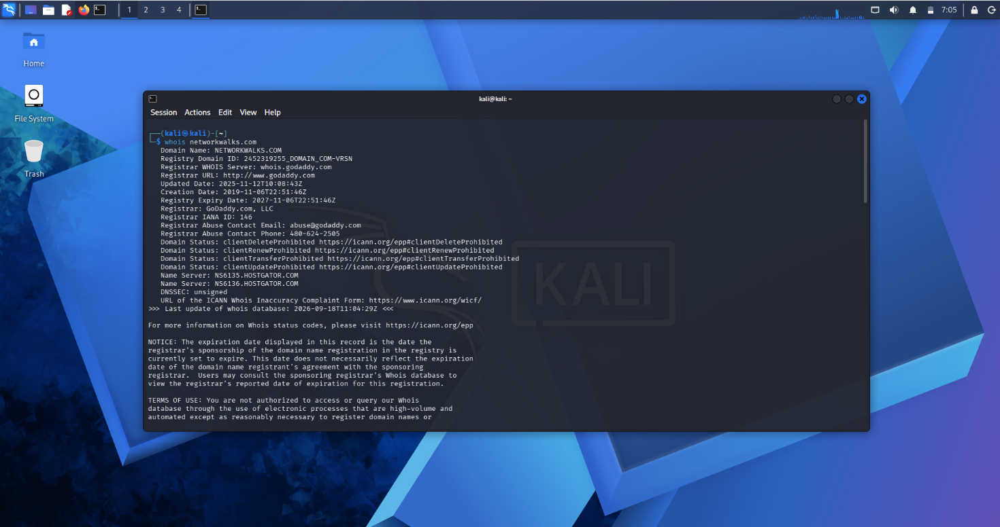 1 2 3 4
7:05
Home
File System
Trash
kali@kali: ~
Session Actions Edit View Help
┌──(kali㉿kali)-[~]
└─$ whois networkwalks.com
Domain Name: NETWORKWALKS.COM
Registry Domain ID: 2452319255_DOMAIN_COM-VRSN
Registrar WHOIS Server: whois.godaddy.com
Registrar URL: http://www.godaddy.com
Updated Date: 2025-11-12T10:08:43Z
Creation Date: 2019-11-06T22:51:46Z
Registry Expiry Date: 2027-11-06T22:51:46Z
Registrar: GoDaddy.com, LLC
Registrar IANA ID: 146
Registrar Abuse Contact Email: abuse@godaddy.com
Registrar Abuse Contact Phone: 480-624-2505
Domain Status: clientDeleteProhibited https://icann.org/epp#clientDeleteProhibited
Domain Status: clientRenewProhibited https://icann.org/epp#clientRenewProhibited
Domain Status: clientTransferProhibited https://icann.org/epp#clientTransferProhibited
Domain Status: clientUpdateProhibited https://icann.org/epp#clientUpdateProhibited
Name Server: NS6135.HOSTGATOR.COM
Name Server: NS6136.HOSTGATOR.COM
DNSSEC: unsigned
URL of the ICANN Whois Inaccuracy Complaint Form: https://www.icann.org/wicf/
>>> Last update of whois database: 2026-09-18T11:04:29Z <<<
For more information on Whois status codes, please visit https://icann.org/epp
NOTICE: The expiration date displayed in this record is the date the
registrar's sponsorship of the domain name registration in the registry is
currently set to expire. This date does not necessarily reflect the expiration
date of the domain name registrant's agreement with the sponsoring
registrar.  Users may consult the sponsoring registrar's Whois database to
view the registrar's reported date of expiration for this registration.
TERMS OF USE: You are not authorized to access or query our Whois
database through the use of electronic processes that are high-volume and
automated except as reasonably necessary to register domain names or
KALI